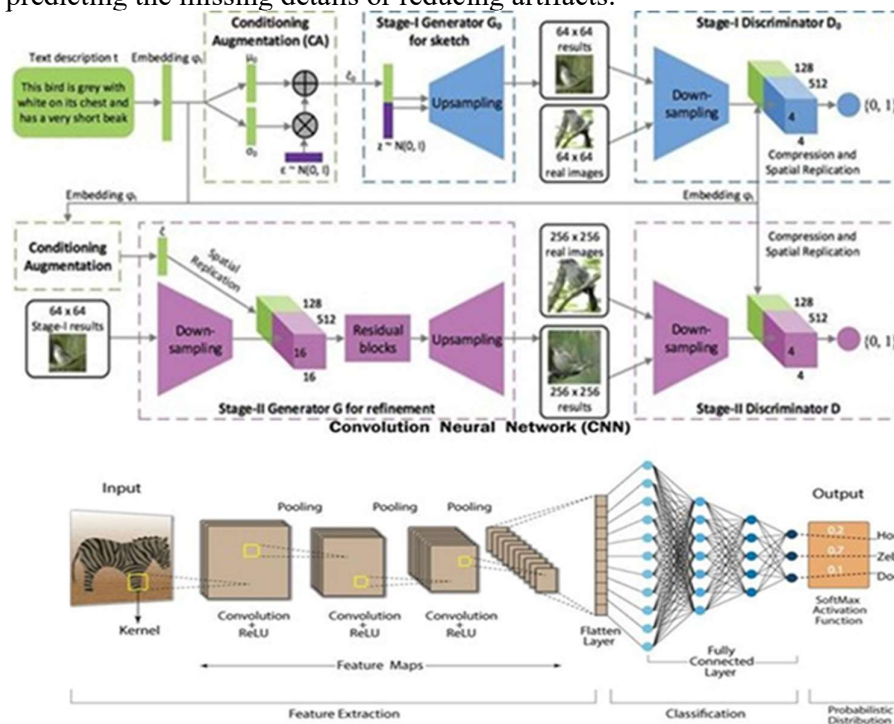 predicting the missing details or reducing artifacts.
Text description t
Embedding φₜ
This bird is grey with
white on its chest and
has a very short beak
Conditioning
Augmentation (CA)
μ₀
σ₀
ε ~ N(0, I)
ĉ₀
Stage-I Generator G₀
for sketch
z ~ N(0, I)
Upsampling
64 x 64
results
64 x 64
real images
Stage-I Discriminator D₀
Down-
sampling
128
512
4
4
{0, 1}
Compression and
Spatial Replication
Embedding φₜ
Embedding φₜ
Conditioning
Augmentation
ĉ
Spatial
Replication
64 x 64
Stage-I results
Down-
sampling
128
512
16
16
Residual
blocks
Upsampling
Stage-II Generator G for refinement
256 x 256
real images
256 x 256
results
Compression and
Spatial Replication
Down-
sampling
128
512
4
4
{0, 1}
Stage-II Discriminator D
Convolution Neural Network (CNN)
Input
Kernel
Pooling
Pooling
Pooling
Convolution
+
ReLU
Convolution
+
ReLU
Convolution
+
ReLU
Feature Maps
Flatten
Layer
Fully
Connected
Layer
Output
0.2
0.7
0.1
Ho
Zel
Do
SoftMax
Activation
Function
Feature Extraction
Classification
Probabilistic
Distribution